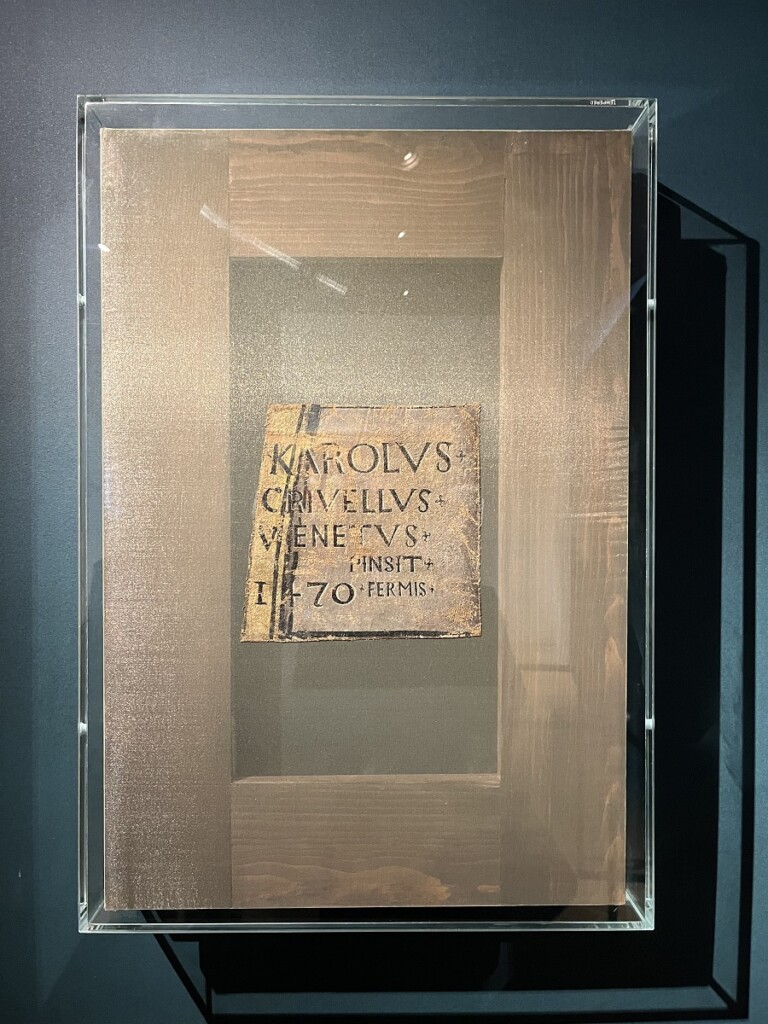 KAROLVS+
CRIVELLVS+
VENETVS+
PINSIT+
1470+FERMIS+